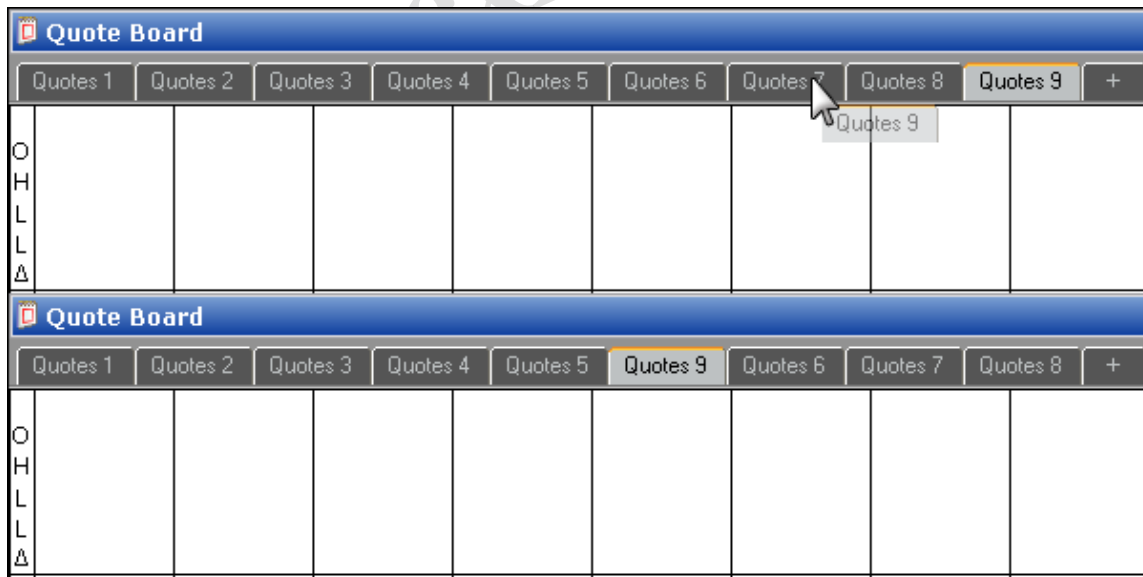 Quote Board
Quotes 1 Quotes 2 Quotes 3 Quotes 4 Quotes 5 Quotes 6 Quotes 7 Quotes 8 Quotes 9 +
Quotes 9
O
H
L
L
Δ
Quote Board
Quotes 1 Quotes 2 Quotes 3 Quotes 4 Quotes 5 Quotes 9 Quotes 6 Quotes 7 Quotes 8 +
O
H
L
L
Δ